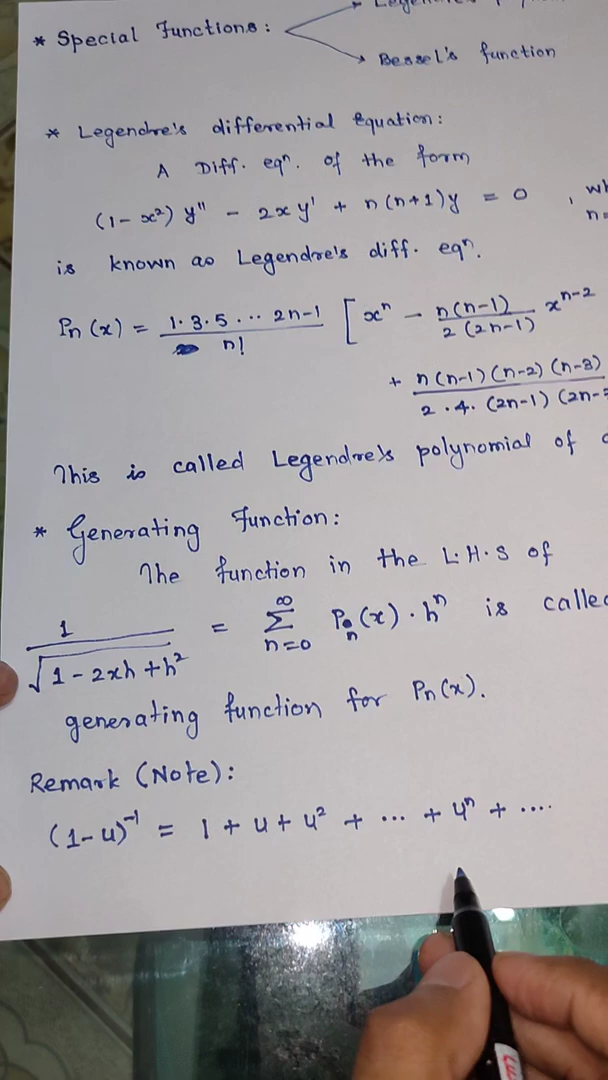 * Special Functions:
Bessel's function
* Legendre's differential Equation:
A Diff. eqⁿ. of the form
(1-x²) y" - 2xy' + n(n+1)y = 0 ,
is known as Legendre's diff. eqⁿ.
Pn(x) = 1·3·5···2n-1 / n! [xⁿ - n(n-1) / 2(2n-1) xⁿ⁻²
+ n(n-1)(n-2)(n-3) / 2·4·(2n-1)(2n-
This is called Legendre's polynomial of
* Generating Function:
The function in the L.H.S of
1 / √1-2xh+h² = ∞ Σ n=0 Pn(x)·hⁿ is called
generating function for Pn(x).
Remark (Note):
(1-u)⁻¹ = 1 + u + u² + ... + uⁿ + ....